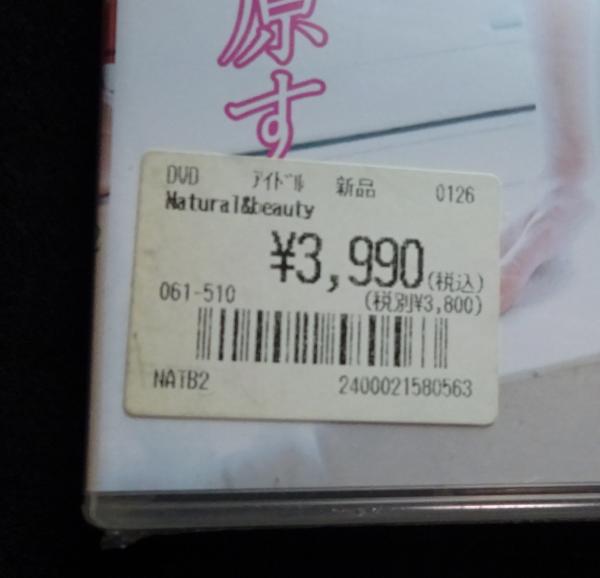 原す
DVD ｱｲﾄﾞﾙ 新品 0126
Natural&beauty
¥3,990(税込)
061-510 (税別¥3,800)
NATB2 2400021580563